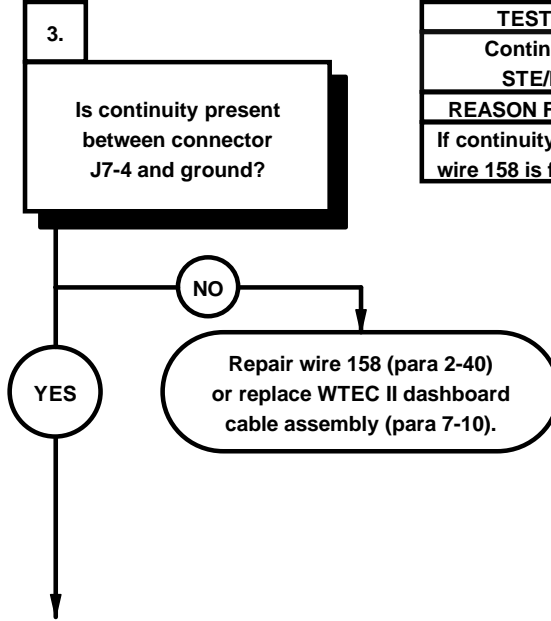 3.
Is continuity present
between connector
J7-4 and ground?
TEST
Contin
STE/
REASON F
If continuity
wire 158 is
NO
YES
Repair wire 158 (para 2-40)
or replace WTEC II dashboard
cable assembly (para 7-10).